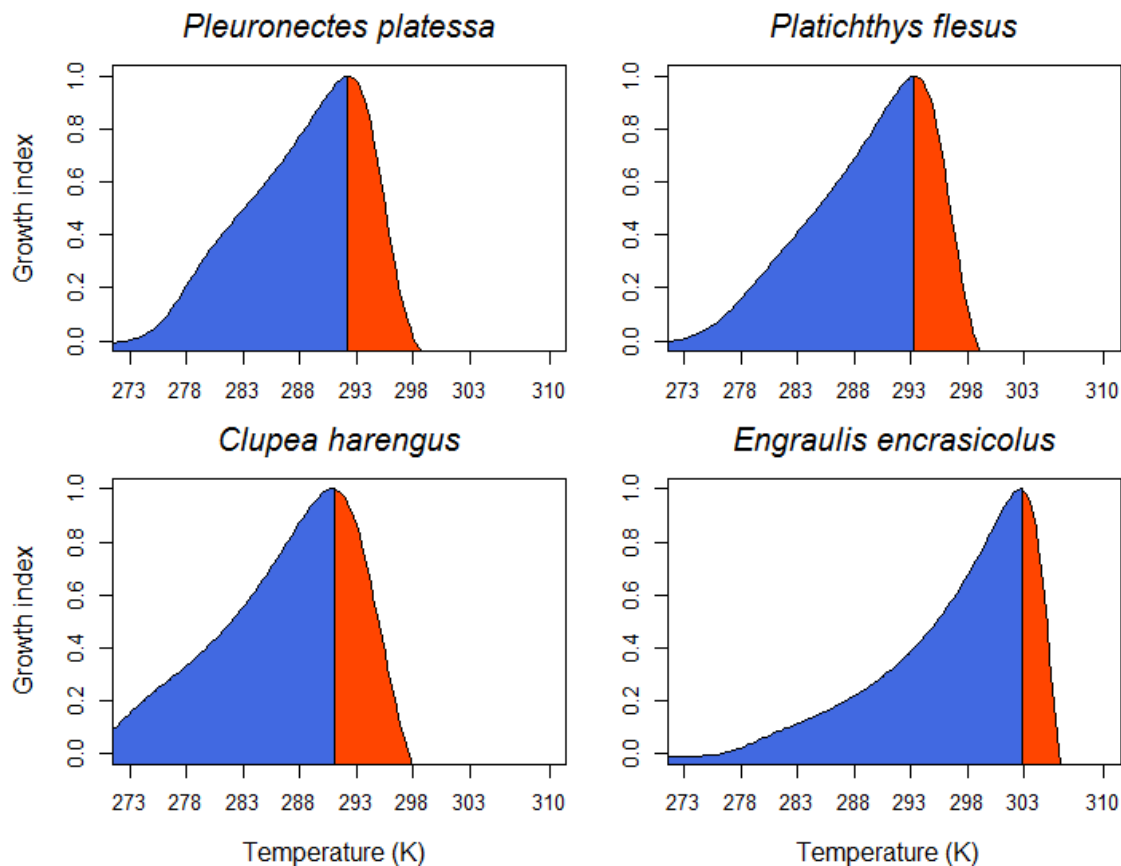 Pleuronectes platessa
Platichthys flesus
Growth index
0.0 0.2 0.4 0.6 0.8 1.0
273 278 283 288 293 298 303 310
0.0 0.2 0.4 0.6 0.8 1.0
273 278 283 288 293 298 303 310
Clupea harengus
Engraulis encrasicolus
Growth index
0.0 0.2 0.4 0.6 0.8 1.0
273 278 283 288 293 298 303 310
Temperature (K)
0.0 0.2 0.4 0.6 0.8 1.0
273 278 283 288 293 298 303 310
Temperature (K)